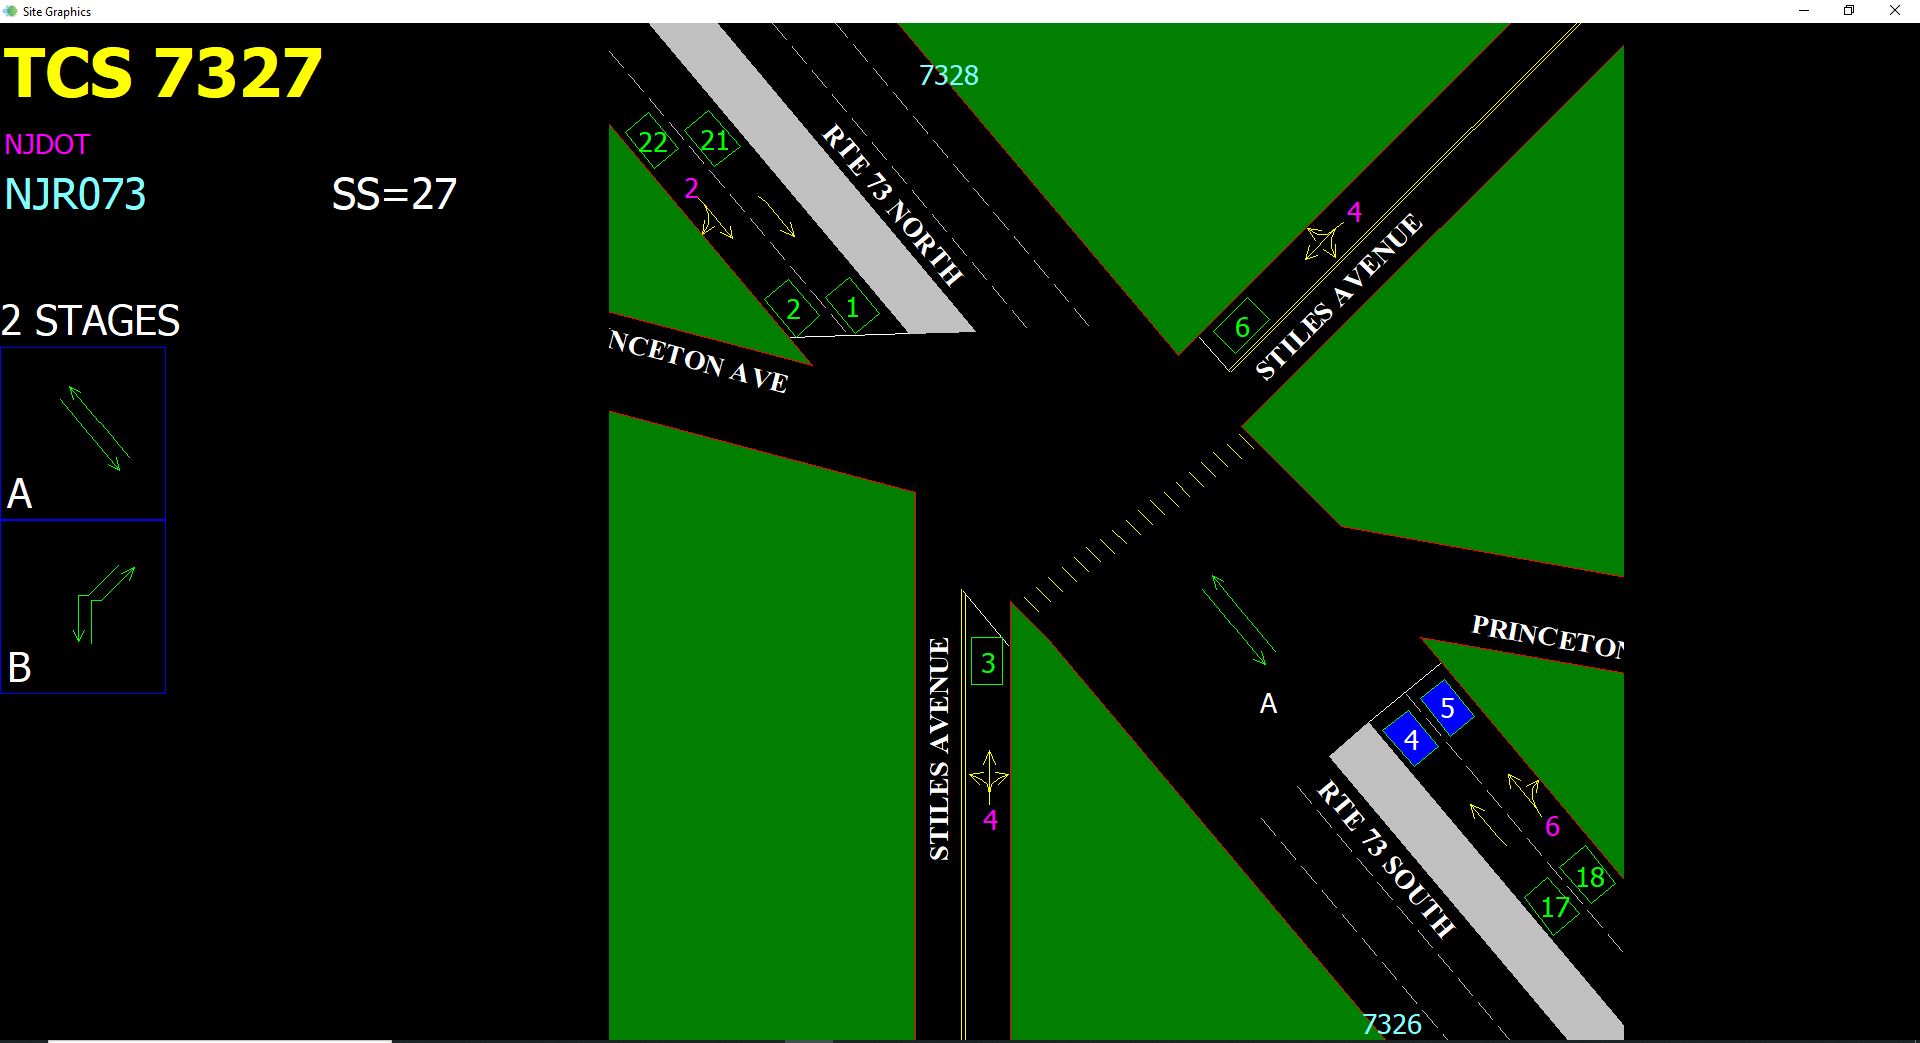 Site Graphics
TCS 7327
NJDOT
NJR073 SS=27
2 STAGES
A
B
7328
22
21
2
RTE 73 NORTH
4
STILES AVENUE
2
1
6
NCETON AVE
3
STILES AVENUE
4
A
PRINCETON
5
4
RTE 73 SOUTH
6
18
17
7326